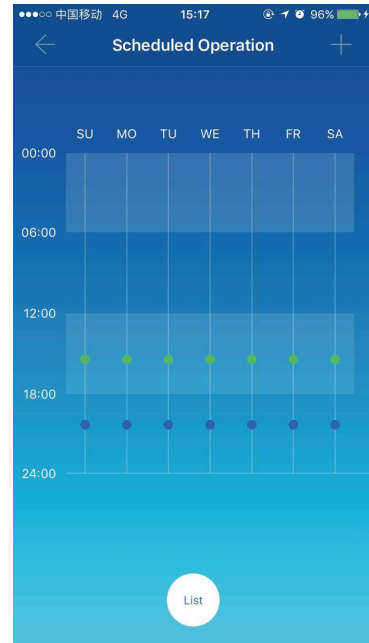 中国移动 4G 15:17 96%
Scheduled Operation
SU MO TU WE TH FR SA
00:00
06:00
12:00
18:00
24:00
List